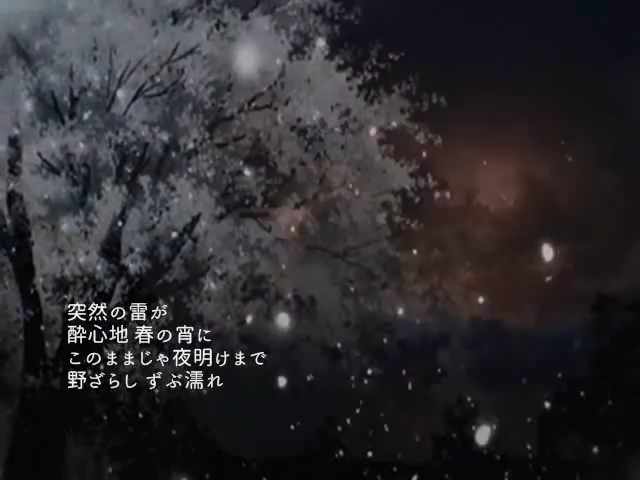 突然の雷が
酔心地 春の宵に
このままじゃ夜明けまで
野ざらし ずぶ濡れ